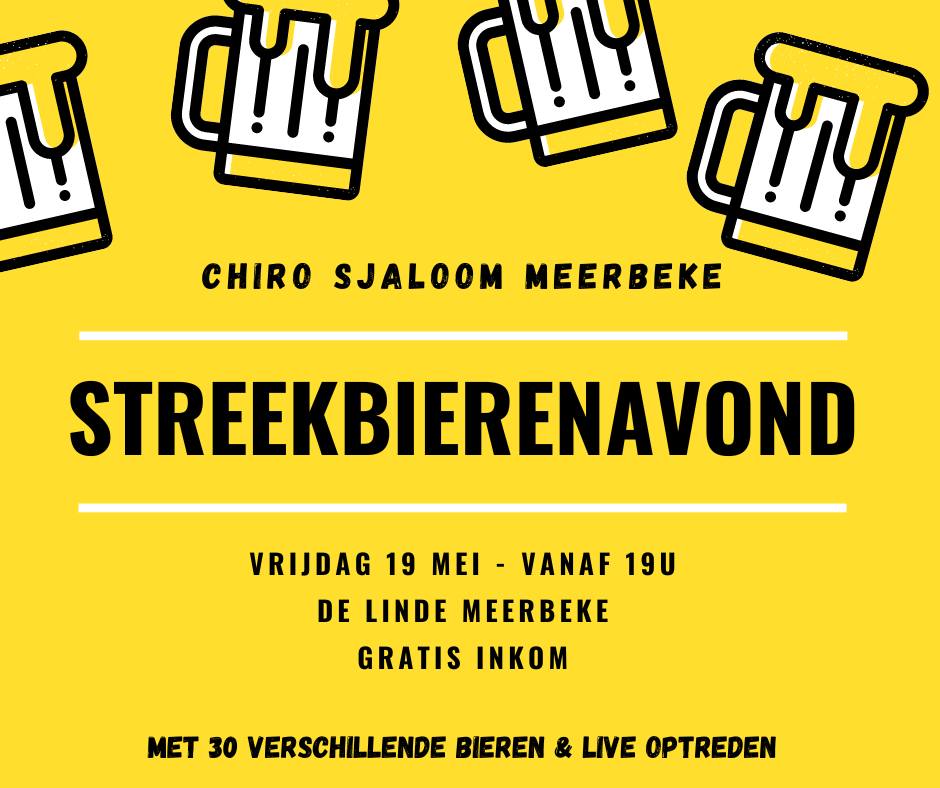 CHIRO SJALOOM MEERBEKE
STREEKBIERENAVOND
VRIJDAG 19 MEI - VANAF 19U
DE LINDE MEERBEKE
GRATIS INKOM
MET 30 VERSCHILLENDE BIEREN & LIVE OPTREDEN